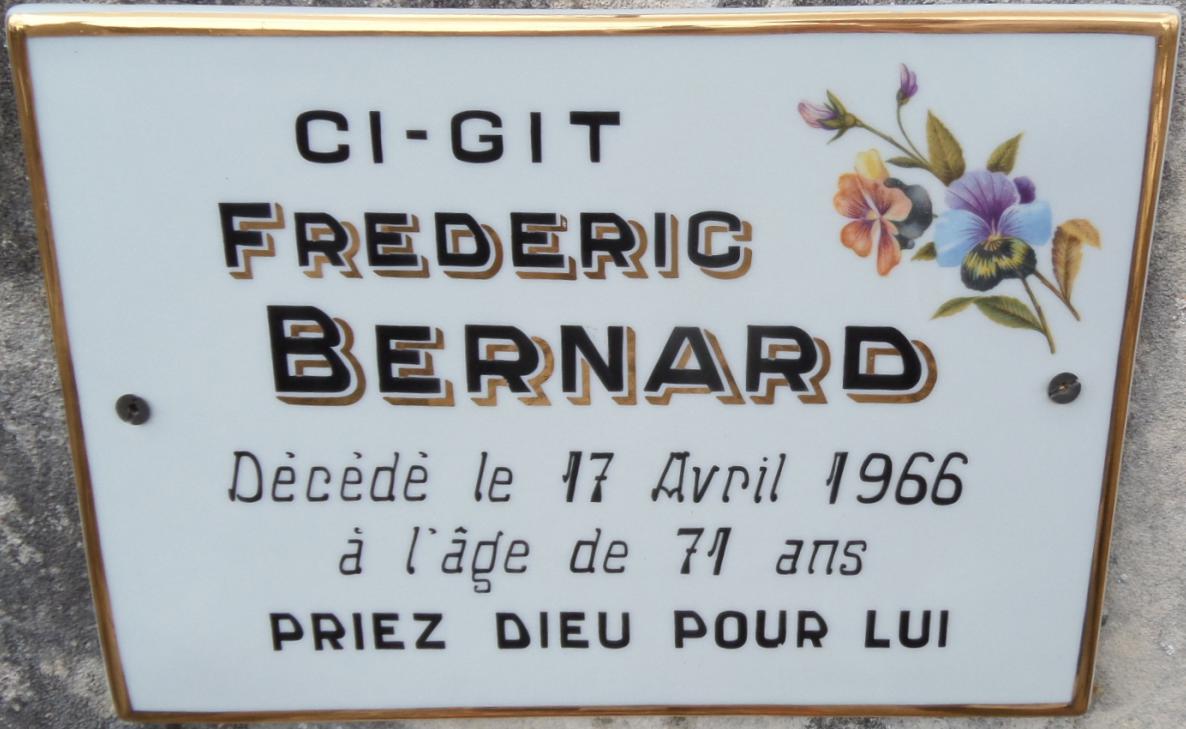 CI-GIT
FREDERIC
BERNARD
Dècèdè le 17 Avril 1966
à l'âge de 71 ans
PRIEZ DIEU POUR LUI